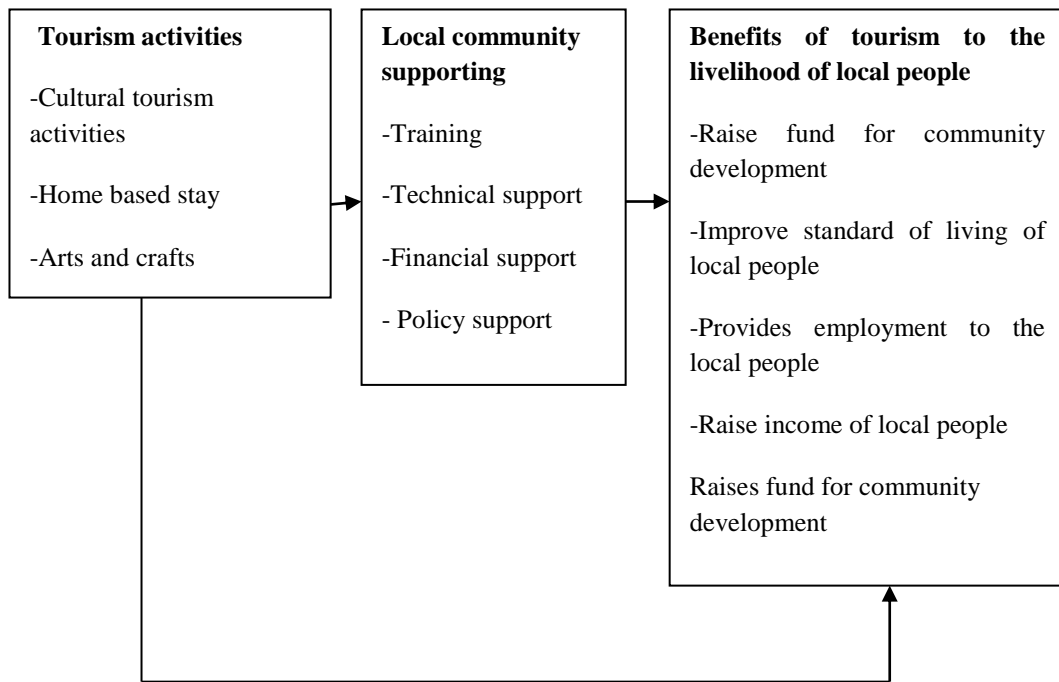 Tourism activities
-Cultural tourism
activities
-Home based stay
-Arts and crafts
Local community
supporting
-Training
-Technical support
-Financial support
- Policy support
Benefits of tourism to the
livelihood of local people
-Raise fund for community
development
-Improve standard of living of
local people
-Provides employment to the
local people
-Raise income of local people
Raises fund for community
development